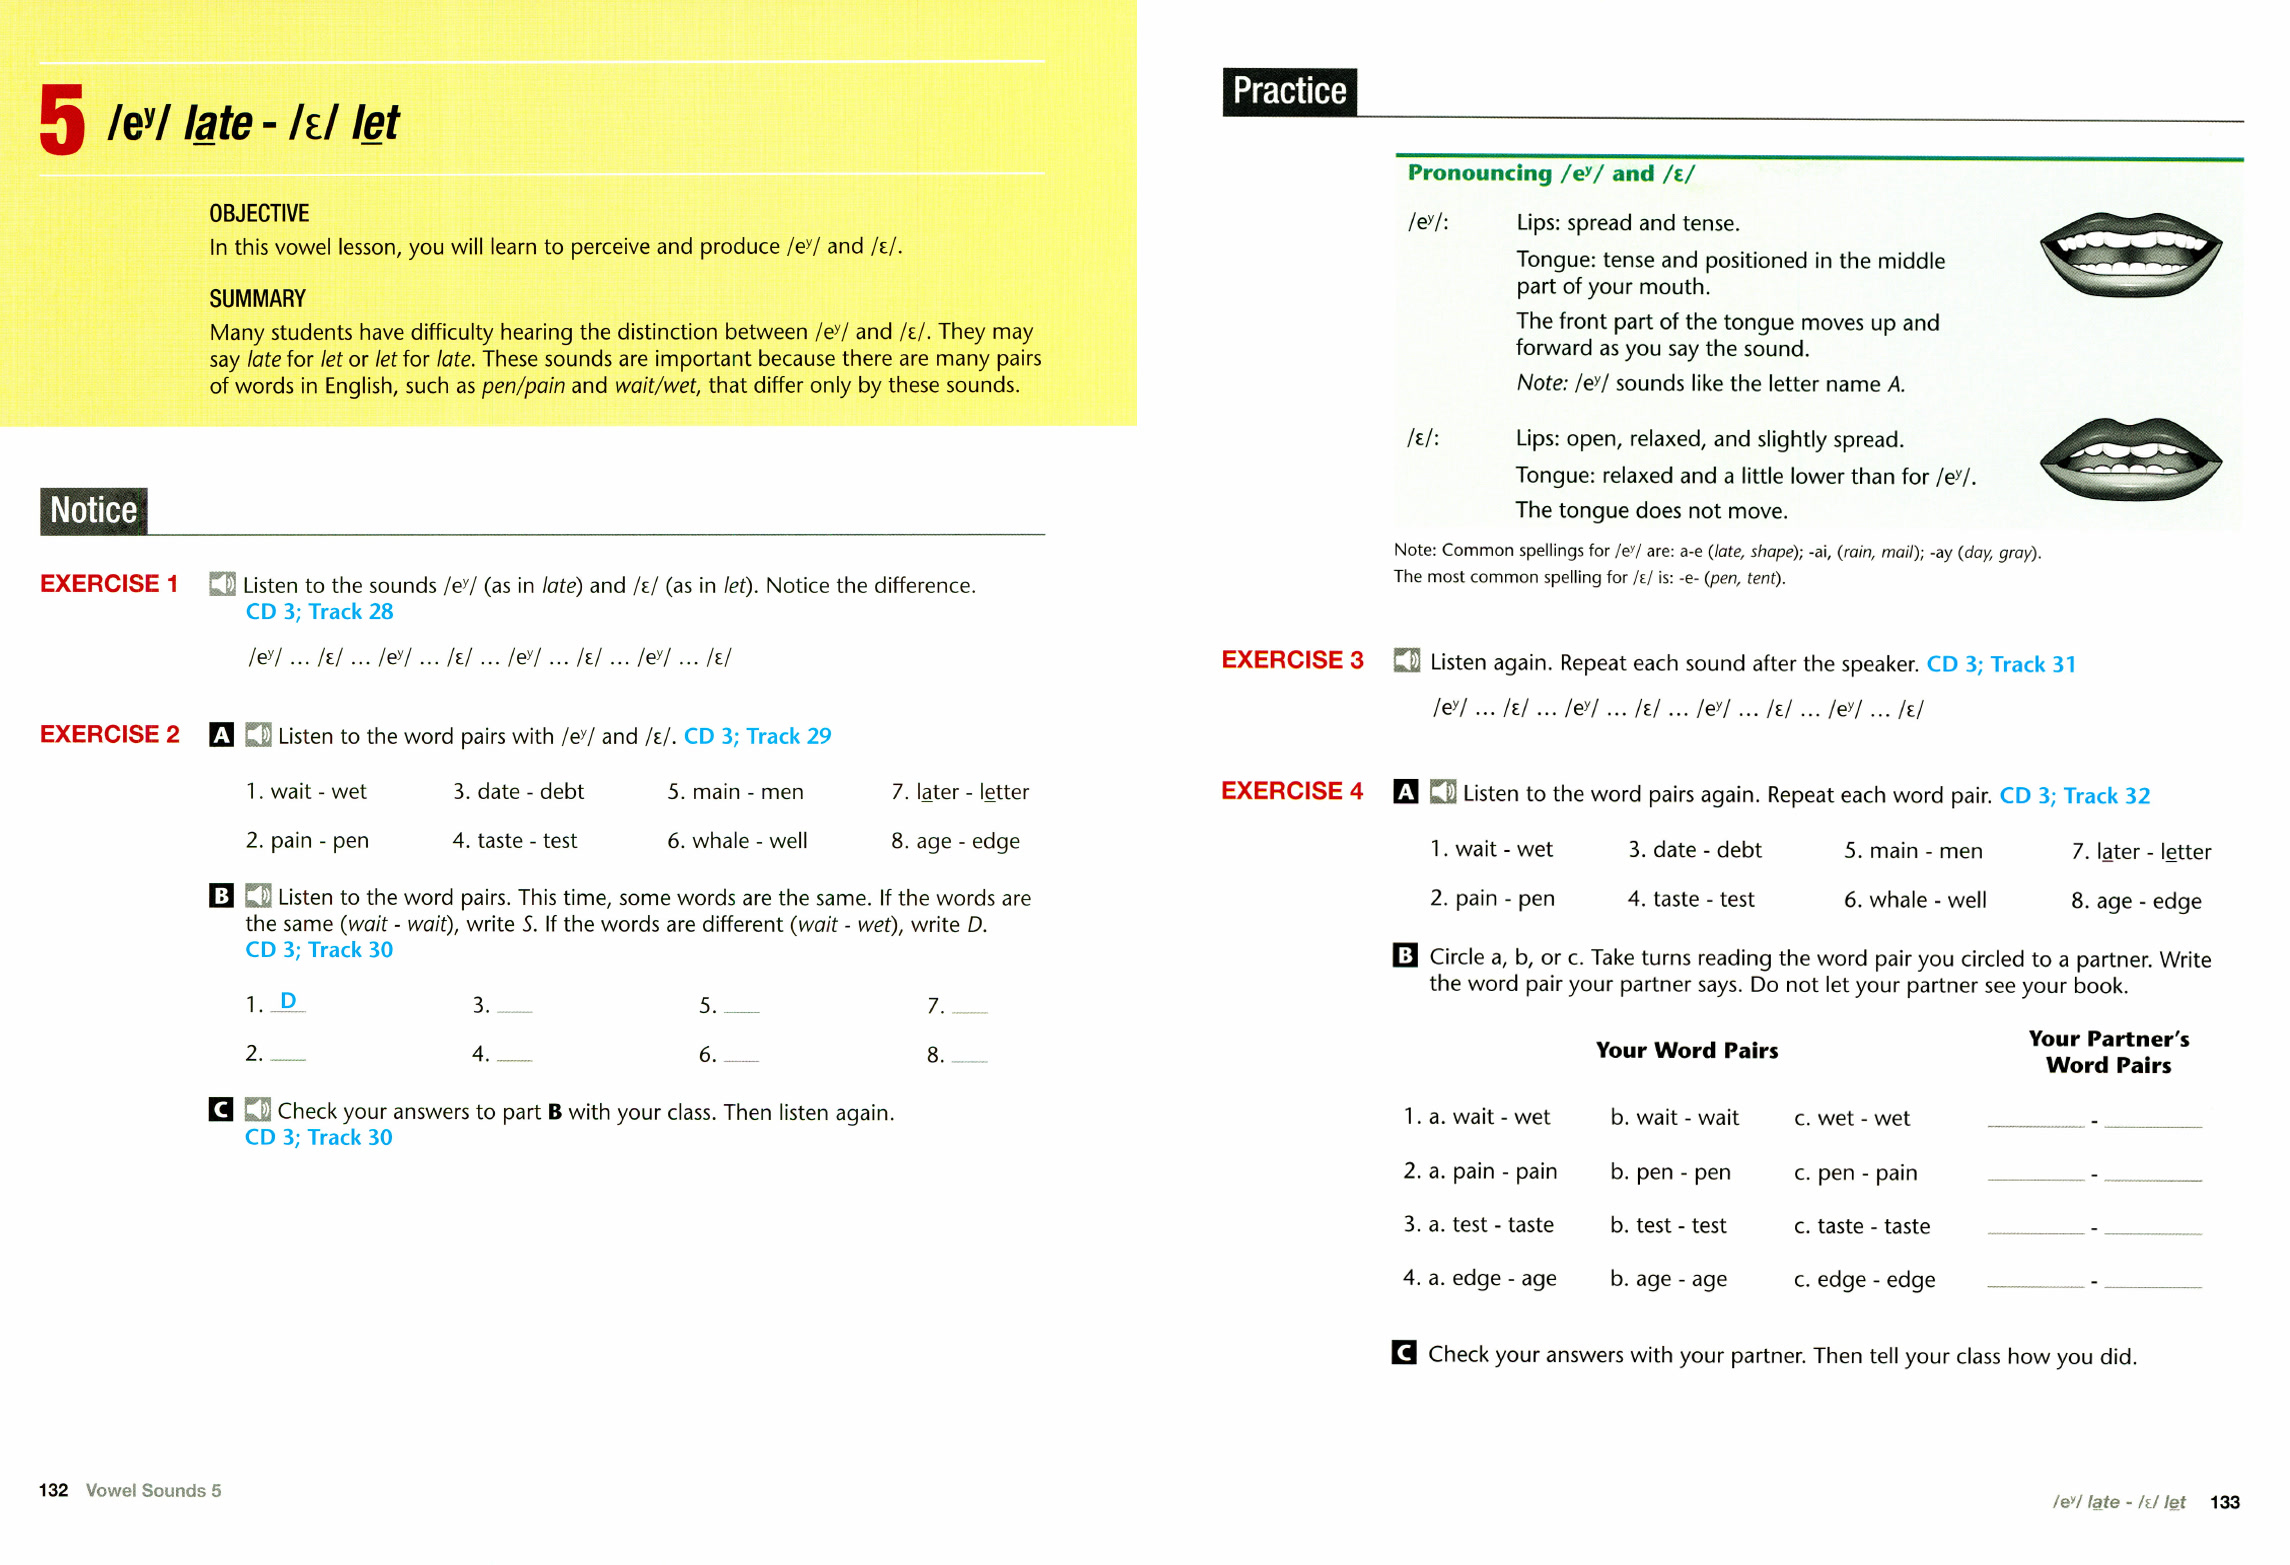 5 /eʸ/ late - /ɛ/ let
OBJECTIVE
In this vowel lesson, you will learn to perceive and produce /eʸ/ and /ɛ/.
SUMMARY
Many students have difficulty hearing the distinction between /eʸ/ and /ɛ/. They may
say late for let or let for late. These sounds are important because there are many pairs
of words in English, such as pen/pain and wait/wet, that differ only by these sounds.
Notice
EXERCISE 1 Listen to the sounds /eʸ/ (as in late) and /ɛ/ (as in let). Notice the difference.
CD 3; Track 28
/eʸ/ ... /ɛ/ ... /eʸ/ ... /ɛ/ ... /eʸ/ ... /ɛ/ ... /eʸ/ ... /ɛ/
EXERCISE 2 A Listen to the word pairs with /eʸ/ and /ɛ/. CD 3; Track 29
1. wait - wet 3. date - debt 5. main - men 7. later - letter
2. pain - pen 4. taste - test 6. whale - well 8. age - edge
B Listen to the word pairs. This time, some words are the same. If the words are
the same (wait - wait), write S. If the words are different (wait - wet), write D.
CD 3; Track 30
1. D 3. ___ 5. ___ 7. ___
2. ___ 4. ___ 6. ___ 8. ___
C Check your answers to part B with your class. Then listen again.
CD 3; Track 30
132 Vowel Sounds 5
Practice
Pronouncing /eʸ/ and /ɛ/
/eʸ/: Lips: spread and tense.
Tongue: tense and positioned in the middle
part of your mouth.
The front part of the tongue moves up and
forward as you say the sound.
Note: /eʸ/ sounds like the letter name A.
/ɛ/: Lips: open, relaxed, and slightly spread.
Tongue: relaxed and a little lower than for /eʸ/.
The tongue does not move.
Note: Common spellings for /eʸ/ are: a-e (late, shape); -ai, (rain, mail); -ay (day, gray).
The most common spelling for /ɛ/ is: -e- (pen, tent).
EXERCISE 3 Listen again. Repeat each sound after the speaker. CD 3; Track 31
/eʸ/ ... /ɛ/ ... /eʸ/ ... /ɛ/ ... /eʸ/ ... /ɛ/ ... /eʸ/ ... /ɛ/
EXERCISE 4 A Listen to the word pairs again. Repeat each word pair. CD 3; Track 32
1. wait - wet 3. date - debt 5. main - men 7. later - letter
2. pain - pen 4. taste - test 6. whale - well 8. age - edge
B Circle a, b, or c. Take turns reading the word pair you circled to a partner. Write
the word pair your partner says. Do not let your partner see your book.
Your Word Pairs Your Partner's
Word Pairs
1. a. wait - wet b. wait - wait c. wet - wet ___ - ___
2. a. pain - pain b. pen - pen c. pen - pain ___ - ___
3. a. test - taste b. test - test c. taste - taste ___ - ___
4. a. edge - age b. age - age c. edge - edge ___ - ___
C Check your answers with your partner. Then tell your class how you did.
/eʸ/ late - /ɛ/ let 133